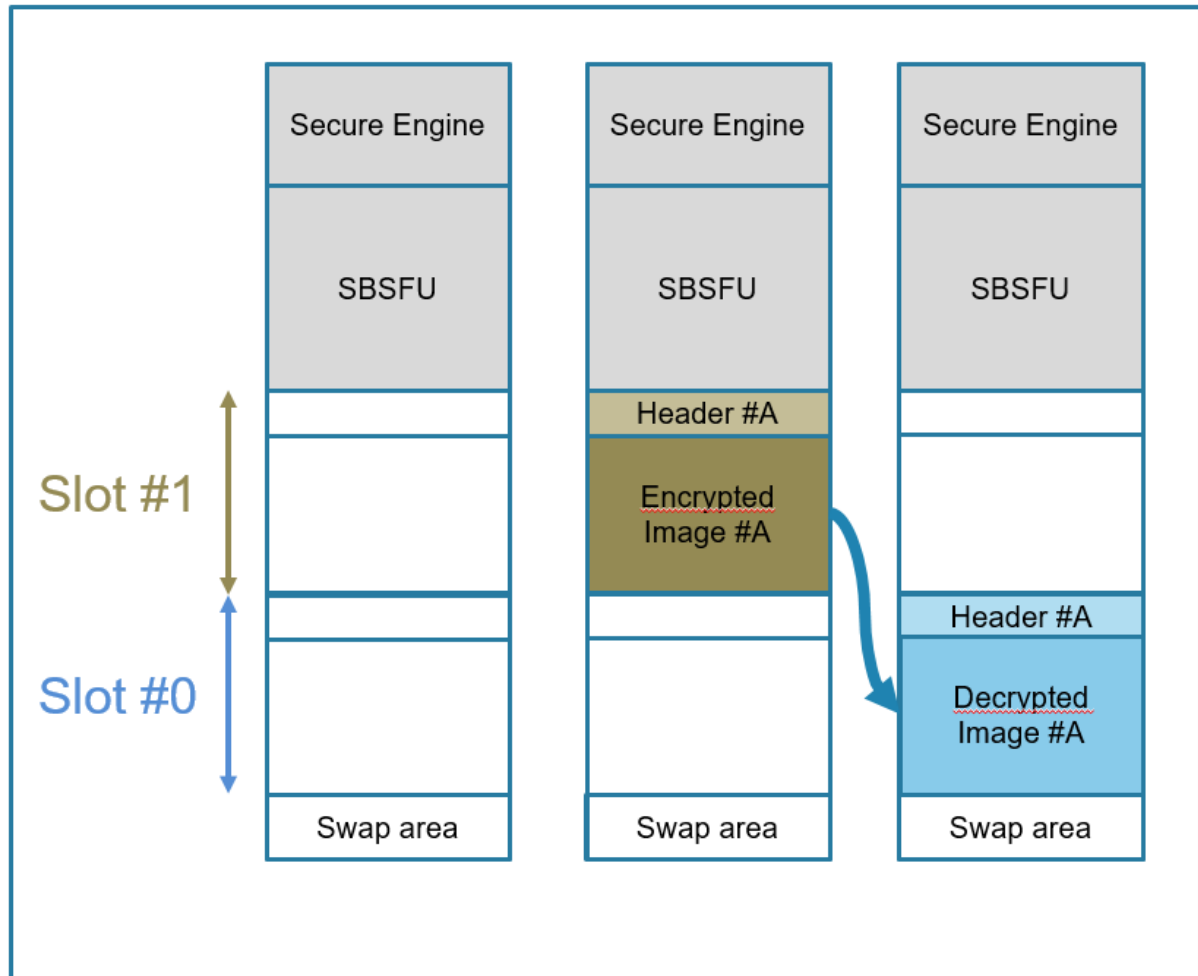 Secure Engine
Secure Engine
Secure Engine
SBSFU
SBSFU
SBSFU
Header #A
Slot #1
Encrypted
Image #A
Header #A
Slot #0
Decrypted
Image #A
Swap area
Swap area
Swap area